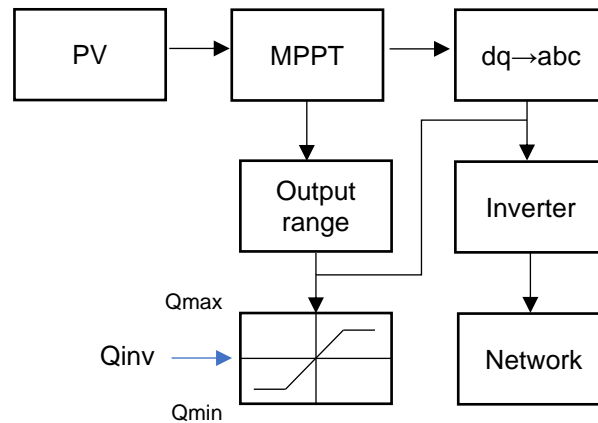 PV
MPPT
dq→abc
Output
range
Inverter
Qmax
Qinv
Network
Qmin